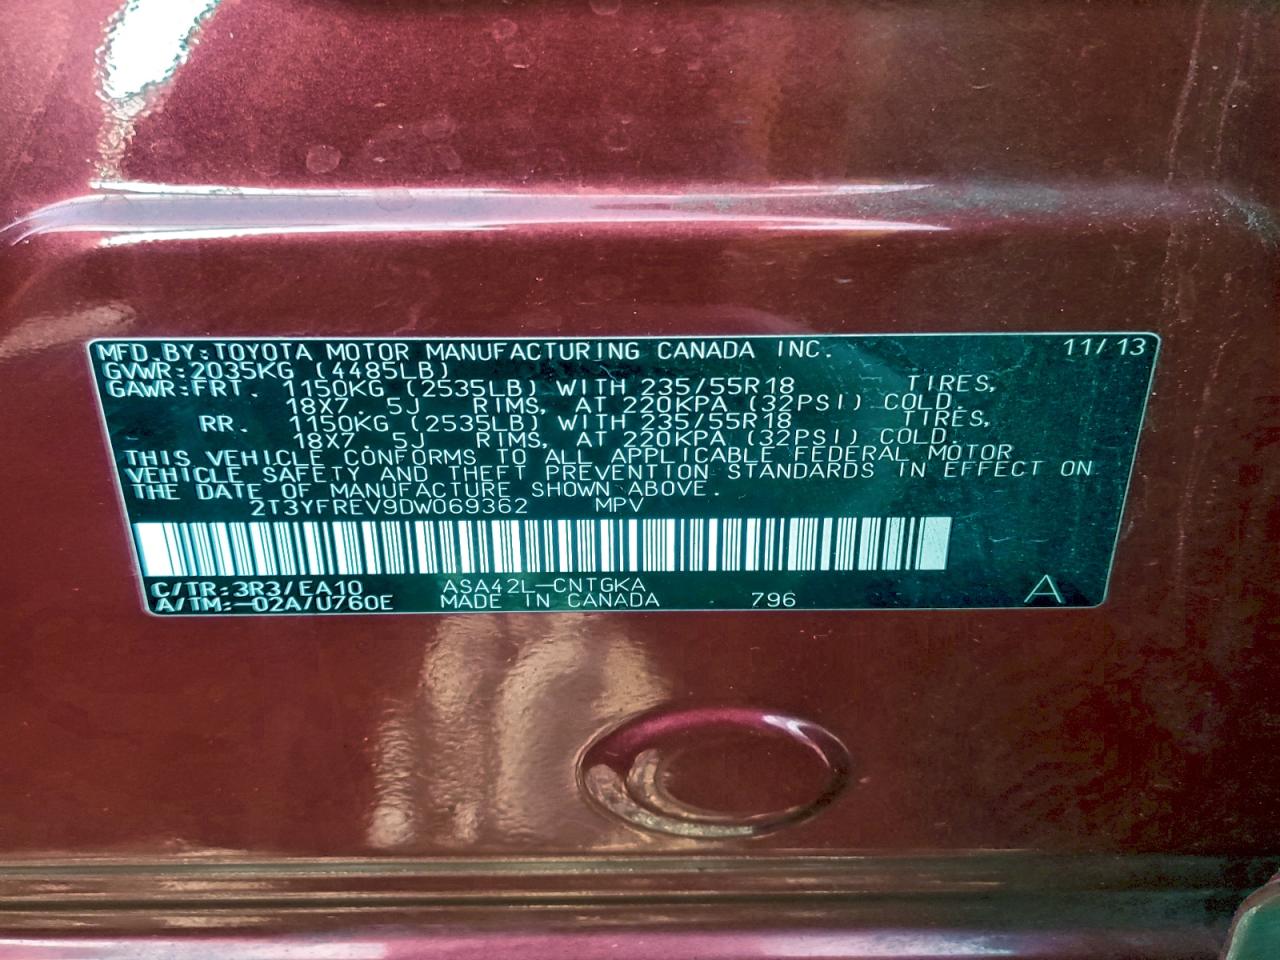 MFD.BY:TOYOTA MOTOR MANUFACTURING CANADA INC. 11/13
GVWR:2035KG (4485LB)
GAWR:FRT. 1150KG (2535LB) WITH 235/55R18 TIRES,
18X7.5J RIMS, AT 220KPA (32PSI) COLD.
RR. 1150KG (2535LB) WITH 235/55R18 TIRES,
18X7.5J RIMS, AT 220KPA (32PSI) COLD.
THIS VEHICLE CONFORMS TO ALL APPLICABLE FEDERAL MOTOR
VEHICLE SAFETY AND THEFT PREVENTION STANDARDS IN EFFECT ON
THE DATE OF MANUFACTURE SHOWN ABOVE.
2T3YFREV9DW069362 MPV
C/TR:3R3/EA10 ASA42L-CNTGKA
A/TM:-02A/U760E MADE IN CANADA 796 A